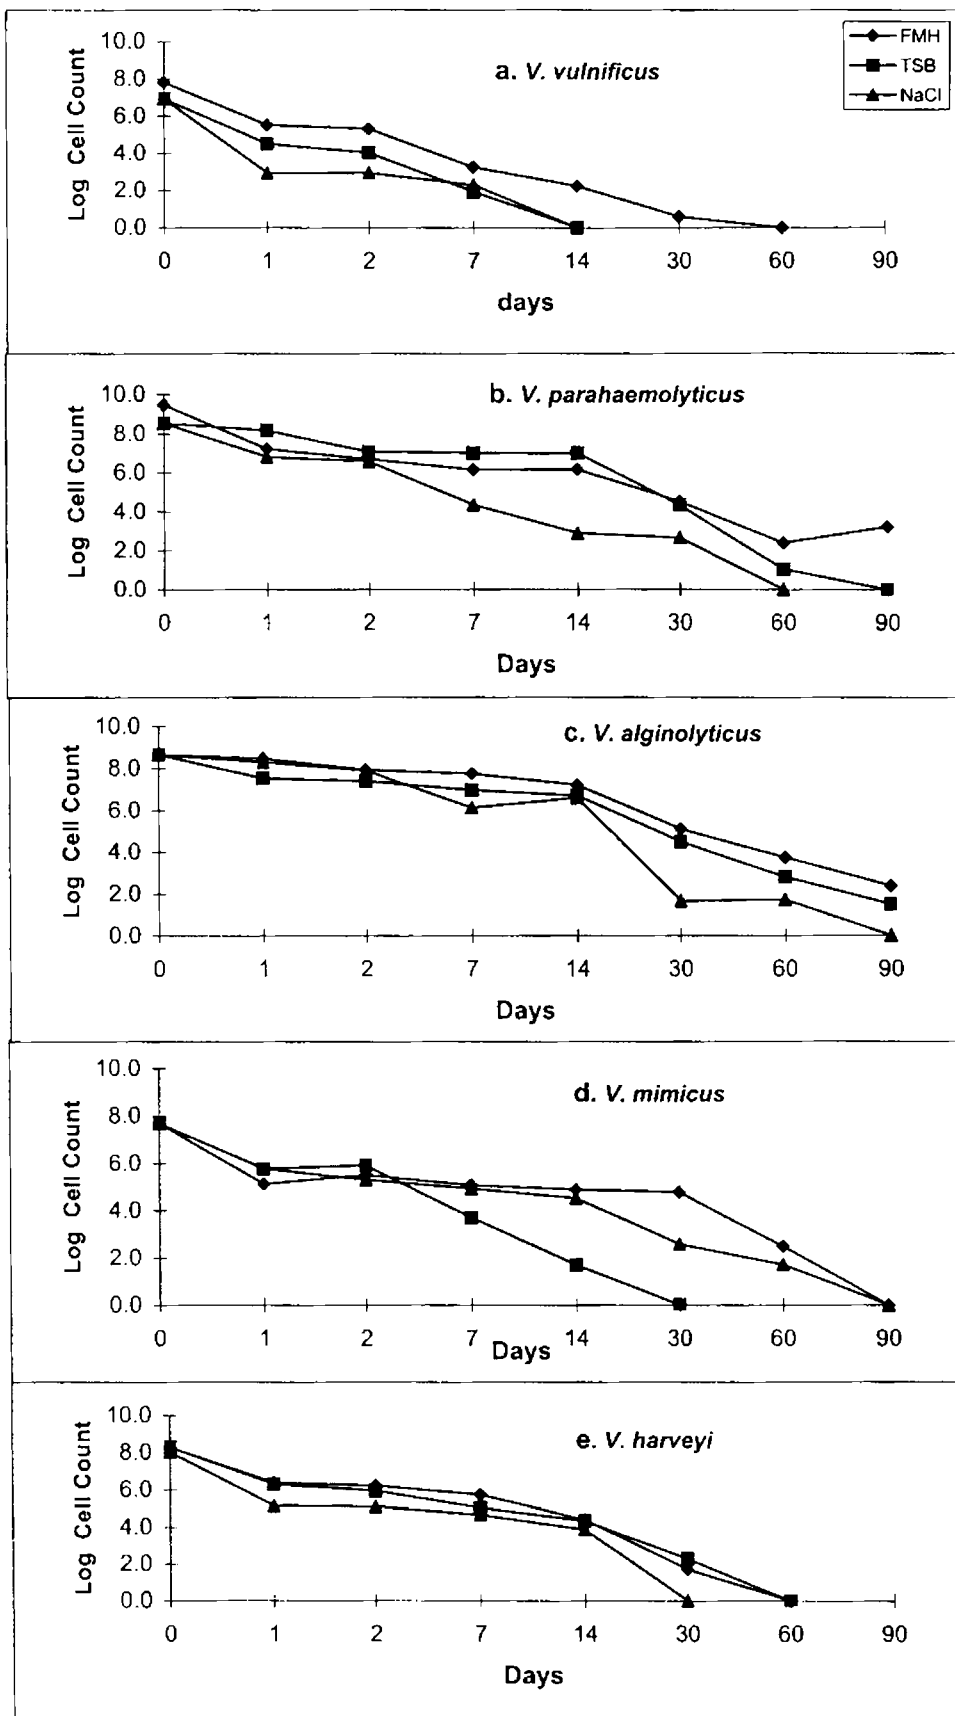 FMH
TSB
NaCl
a. V. vulnificus
Log Cell Count
10.0
8.0
6.0
4.0
2.0
0.0
0 1 2 7 14 30 60 90
days
b. V. parahaemolyticus
Log Cell Count
10.0
8.0
6.0
4.0
2.0
0.0
0 1 2 7 14 30 60 90
Days
c. V. alginolyticus
Log Cell Count
10.0
8.0
6.0
4.0
2.0
0.0
0 1 2 7 14 30 60 90
Days
d. V. mimicus
Log Cell Count
10.0
8.0
6.0
4.0
2.0
0.0
0 1 2 7 14 30 60 90
Days
e. V. harveyi
Log Cell Count
10.0
8.0
6.0
4.0
2.0
0.0
0 1 2 7 14 30 60 90
Days